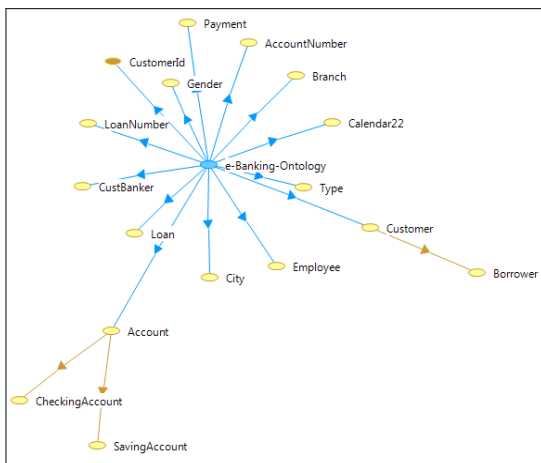 Payment
AccountNumber
CustomerId
Branch
Gender
LoanNumber
Calendar22
e-Banking-Ontology
CustBanker
Type
Customer
Loan
Employee
City
Borrower
Account
CheckingAccount
SavingAccount